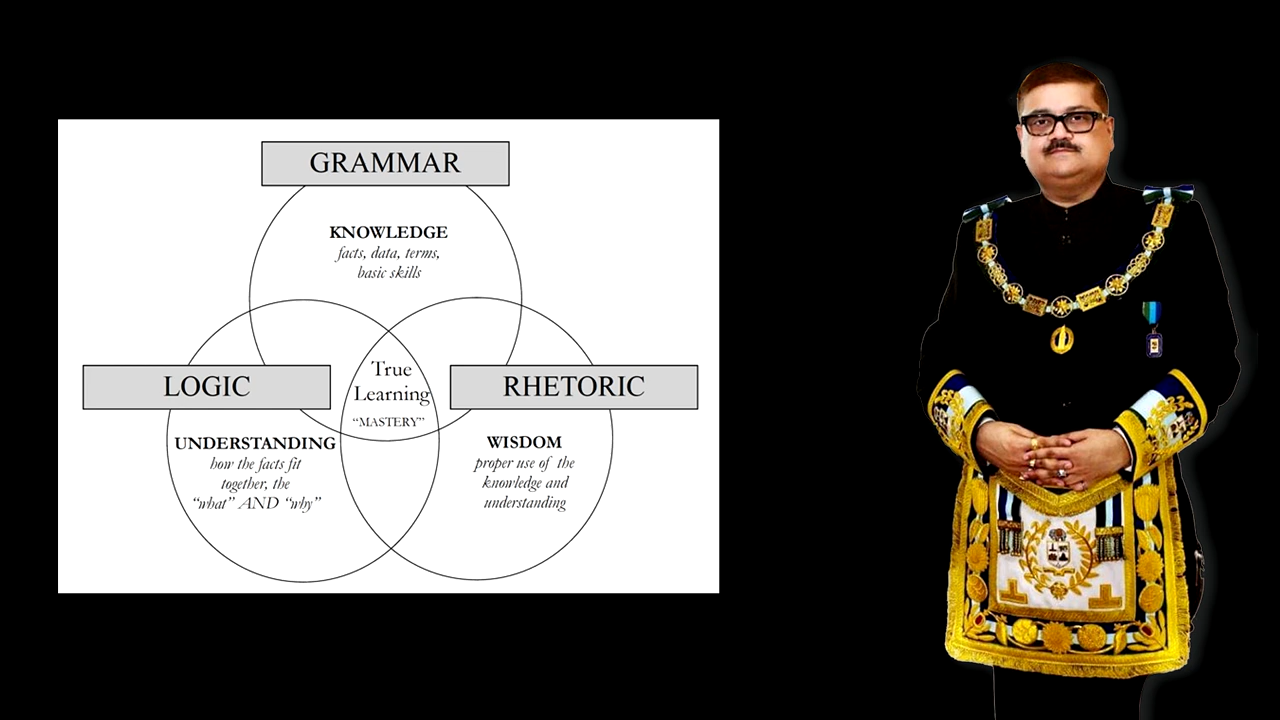 GRAMMAR
KNOWLEDGE
facts, data, terms,
basic skills
True
Learning
"MASTERY"
LOGIC
UNDERSTANDING
how the facts fit
together, the
"what" AND "why"
RHETORIC
WISDOM
proper use of the
knowledge and
understanding